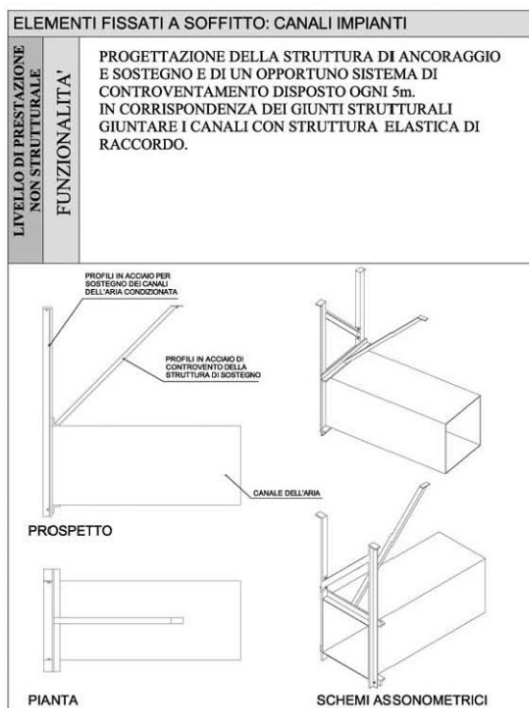 ELEMENTI FISSATI A SOFFITTO: CANALI IMPIANTI
LIVELLO DI PRESTAZIONE
NON STRUTTURALE
FUNZIONALITA'
PROGETTAZIONE DELLA STRUTTURA DI ANCORAGGIO
E SOSTEGNO E DI UN OPPORTUNO SISTEMA DI
CONTROVENTAMENTO DISPOSTO OGNI 5m.
IN CORRISPONDENZA DEI GIUNTI STRUTTURALI
GIUNTARE I CANALI CON STRUTTURA ELASTICA DI
RACCORDO.
PROFILI IN ACCIAIO PER
SOSTEGNO DEI CANALI
DELL'ARIA CONDIZIONATA
PROFILI IN ACCIAIO DI
CONTROVENTO DELLA
STRUTTURA DI SOSTEGNO
CANALE DELL'ARIA
PROSPETTO
PIANTA
SCHEMI ASSONOMETRICI